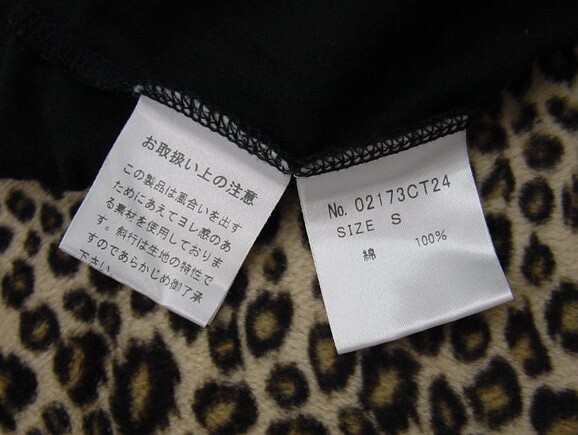 お取扱い上の注意
この製品は風合いを出す
ためにあえてヨレ感のあ
る素材を使用しておりま
す。斜行は生地の特性で
すのであらかじめ御了承
下さい
No. 02173CT24
SIZE S
綿 100%